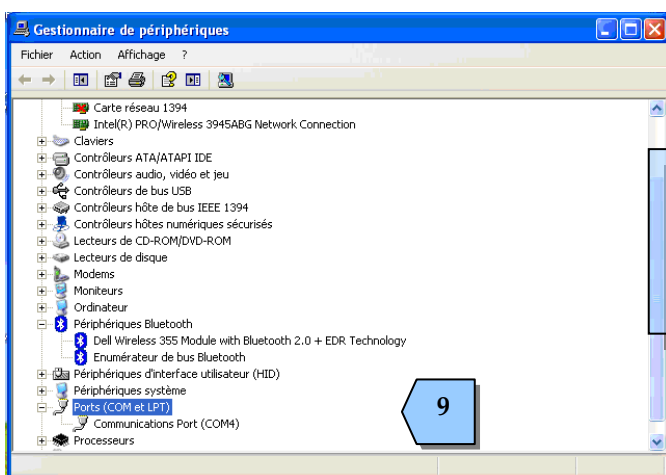 Gestionnaire de périphériques
Fichier Action Affichage ?
Carte réseau 1394
Intel(R) PRO/Wireless 3945ABG Network Connection
Claviers
Contrôleurs ATA/ATAPI IDE
Contrôleurs audio, vidéo et jeu
Contrôleurs de bus USB
Contrôleurs hôte de bus IEEE 1394
Contrôleurs hôtes numériques sécurisés
Lecteurs de CD-ROM/DVD-ROM
Lecteurs de disque
Modems
Moniteurs
Ordinateur
Périphériques Bluetooth
Dell Wireless 355 Module with Bluetooth 2.0 + EDR Technology
Enumérateur de bus Bluetooth
Périphériques d'interface utilisateur (HID)
Périphériques système
Ports (COM et LPT)
9
Communications Port (COM4)
Processeurs